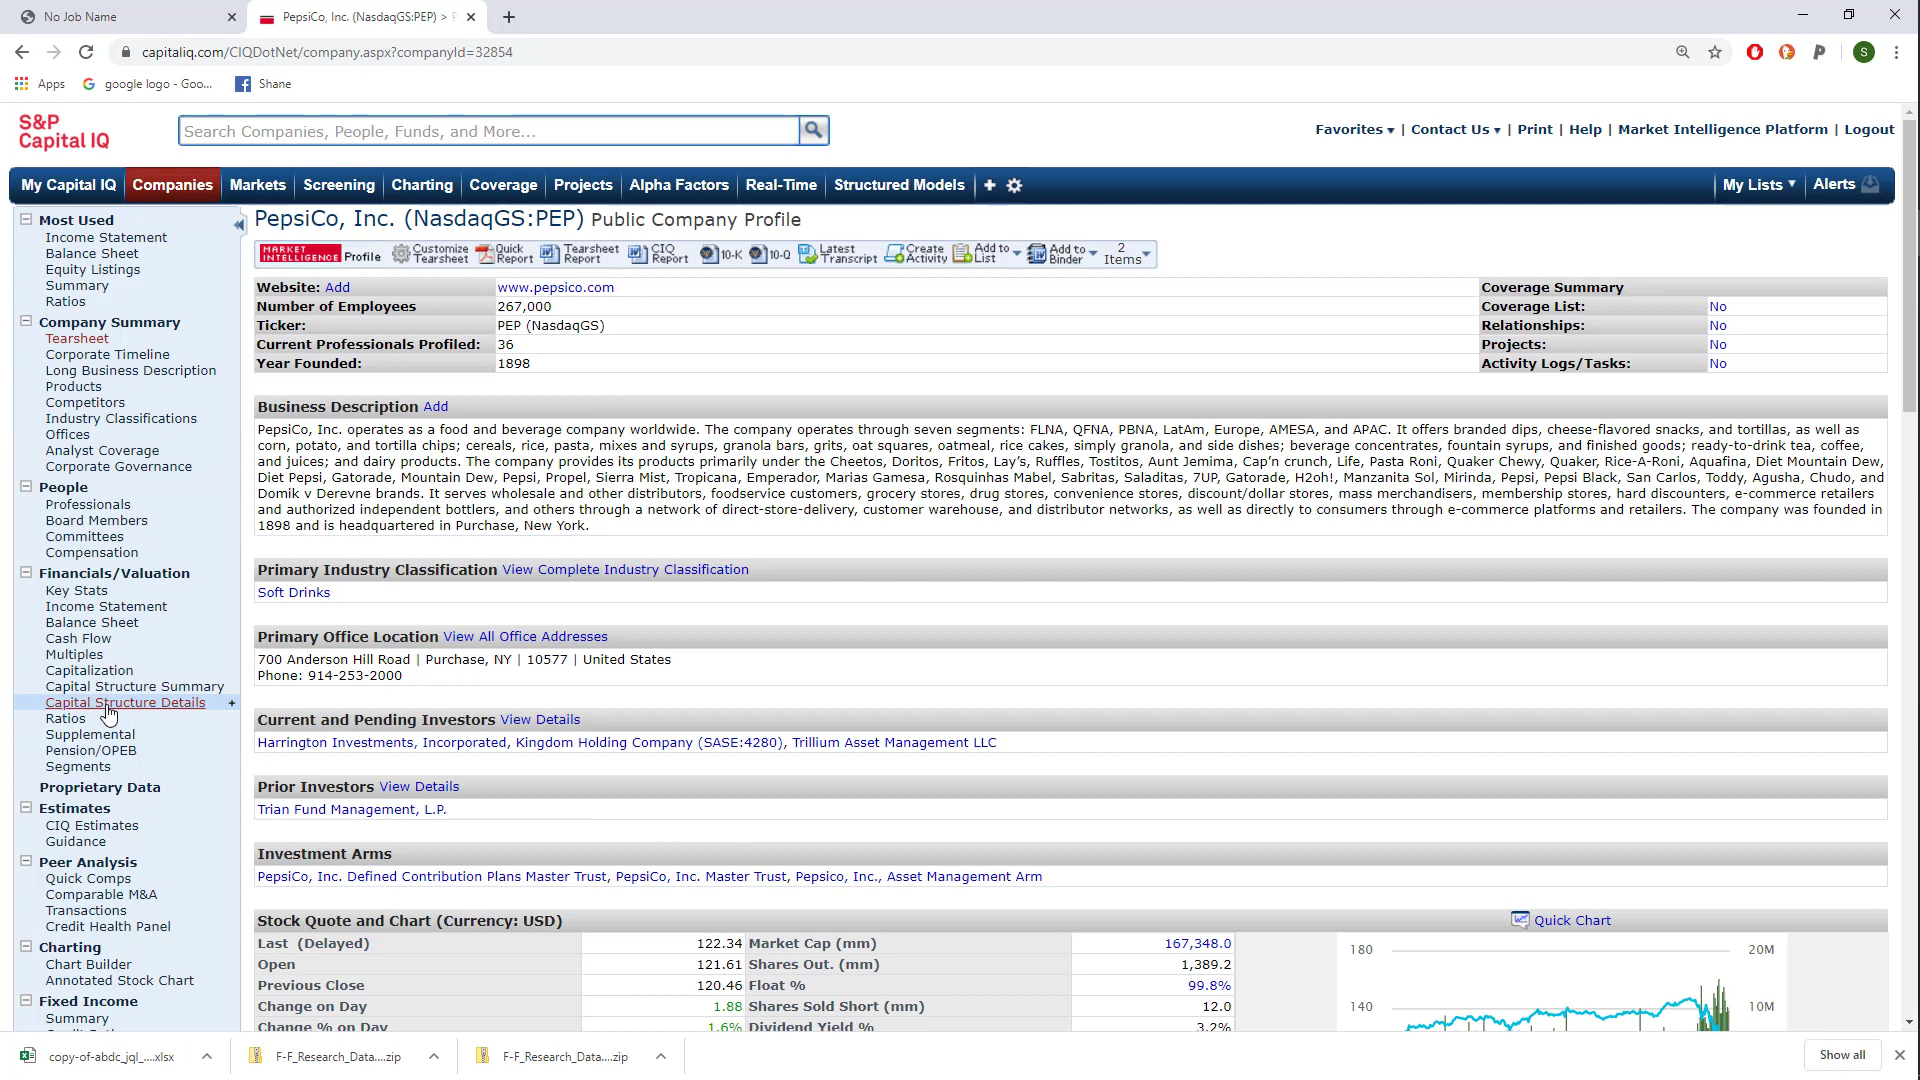 No Job Name
PepsiCo, Inc. (NasdaqGS:PEP) > P
capitaliq.com/CIQDotNet/company.aspx?companyId=32854
S
Apps
google logo - Goo...
Shane
S&P
Capital IQ
Search Companies, People, Funds, and More...
Favorites | Contact Us | Print | Help | Market Intelligence Platform | Logout
My Capital IQ
Companies
Markets
Screening
Charting
Coverage
Projects
Alpha Factors
Real-Time
Structured Models
My Lists
Alerts
Most Used
Income Statement
Balance Sheet
Equity Listings
Summary
Ratios
Company Summary
Tearsheet
Corporate Timeline
Long Business Description
Products
Competitors
Industry Classifications
Offices
Analyst Coverage
Corporate Governance
People
Professionals
Board Members
Committees
Compensation
Financials/Valuation
Key Stats
Income Statement
Balance Sheet
Cash Flow
Multiples
Capitalization
Capital Structure Summary
Capital Structure Details +
Ratios
Supplemental
Pension/OPEB
Segments
Proprietary Data
Estimates
CIQ Estimates
Guidance
Peer Analysis
Quick Comps
Comparable M&A
Transactions
Credit Health Panel
Charting
Chart Builder
Annotated Stock Chart
Fixed Income
Summary
PepsiCo, Inc. (NasdaqGS:PEP) Public Company Profile
MARKET INTELLIGENCE Profile
Customize Tearsheet
Quick Report
Tearsheet Report
CIQ Report
10-K
10-Q
Latest Transcript
Create Activity
Add to List
Add to Binder
2 Items
Website: Add www.pepsico.com
Number of Employees 267,000
Ticker: PEP (NasdaqGS)
Current Professionals Profiled: 36
Year Founded: 1898
Coverage Summary
Coverage List: No
Relationships: No
Projects: No
Activity Logs/Tasks: No
Business Description Add
PepsiCo, Inc. operates as a food and beverage company worldwide. The company operates through seven segments: FLNA, QFNA, PBNA, LatAm, Europe, AMESA, and APAC. It offers branded dips, cheese-flavored snacks, and tortillas, as well as
corn, potato, and tortilla chips; cereals, rice, pasta, mixes and syrups, granola bars, grits, oat squares, oatmeal, rice cakes, simply granola, and side dishes; beverage concentrates, fountain syrups, and finished goods; ready-to-drink tea, coffee,
and juices; and dairy products. The company provides its products primarily under the Cheetos, Doritos, Fritos, Lay's, Ruffles, Tostitos, Aunt Jemima, Cap'n crunch, Life, Pasta Roni, Quaker Chewy, Quaker, Rice-A-Roni, Aquafina, Diet Mountain Dew,
Diet Pepsi, Gatorade, Mountain Dew, Pepsi, Propel, Sierra Mist, Tropicana, Emperador, Marias Gamesa, Rosquinhas Mabel, Sabritas, Saladitas, 7UP, Gatorade, H2oh!, Manzanita Sol, Mirinda, Pepsi, Pepsi Black, San Carlos, Toddy, Agusha, Chudo, and
Domik v Derevne brands. It serves wholesale and other distributors, foodservice customers, grocery stores, drug stores, convenience stores, discount/dollar stores, mass merchandisers, membership stores, hard discounters, e-commerce retailers
and authorized independent bottlers, and others through a network of direct-store-delivery, customer warehouse, and distributor networks, as well as directly to consumers through e-commerce platforms and retailers. The company was founded in
1898 and is headquartered in Purchase, New York.
Primary Industry Classification View Complete Industry Classification
Soft Drinks
Primary Office Location View All Office Addresses
700 Anderson Hill Road | Purchase, NY | 10577 | United States
Phone: 914-253-2000
Current and Pending Investors View Details
Harrington Investments, Incorporated, Kingdom Holding Company (SASE:4280), Trillium Asset Management LLC
Prior Investors View Details
Trian Fund Management, L.P.
Investment Arms
PepsiCo, Inc. Defined Contribution Plans Master Trust, PepsiCo, Inc. Master Trust, Pepsico, Inc., Asset Management Arm
Stock Quote and Chart (Currency: USD)
Quick Chart
Last (Delayed) 122.34 Market Cap (mm) 167,348.0
Open 121.61 Shares Out. (mm) 1,389.2
Previous Close 120.46 Float % 99.8%
Change on Day 1.88 Shares Sold Short (mm) 12.0
Change % on Day 1.6% Dividend Yield % 3.2%
180
20M
140
10M
copy-of-abdc_jql_....xlsx
F-F_Research_Data....zip
F-F_Research_Data....zip
Show all